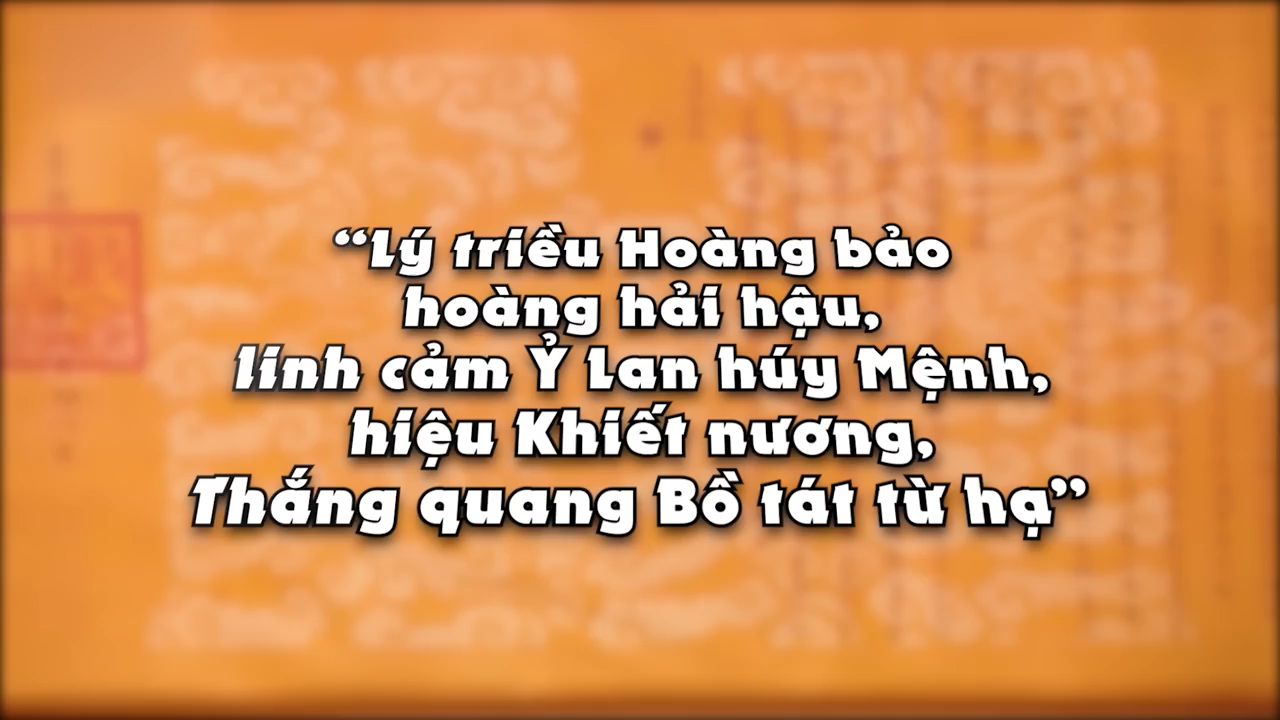 “Lý triều Hoàng bảo
hoàng hải hậu,
linh cảm Ỷ Lan húy Mệnh,
hiệu Khiết nương,
Thắng quang Bồ tát từ hạ”